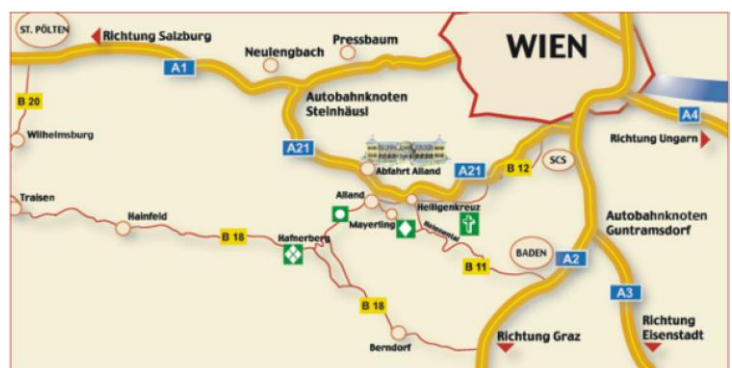 ST. PÖLTEN
Richtung Salzburg
Pressbaum
Neulengbach
WIEN
A1
B 20
Autobahnknoten
Steinhäusl
A4
Richtung Ungarn
Wilhelmsburg
A21
Abfahrt Alland
A21
B 12
SCS
Traisen
Alland
Heiligenkreuz
Hainfeld
Mayerling
Helenental
Autobahnknoten
Guntramsdorf
B 18
Hafnerberg
BADEN
B 11
A2
A3
B 18
Richtung
Eisenstadt
Richtung Graz
Berndorf